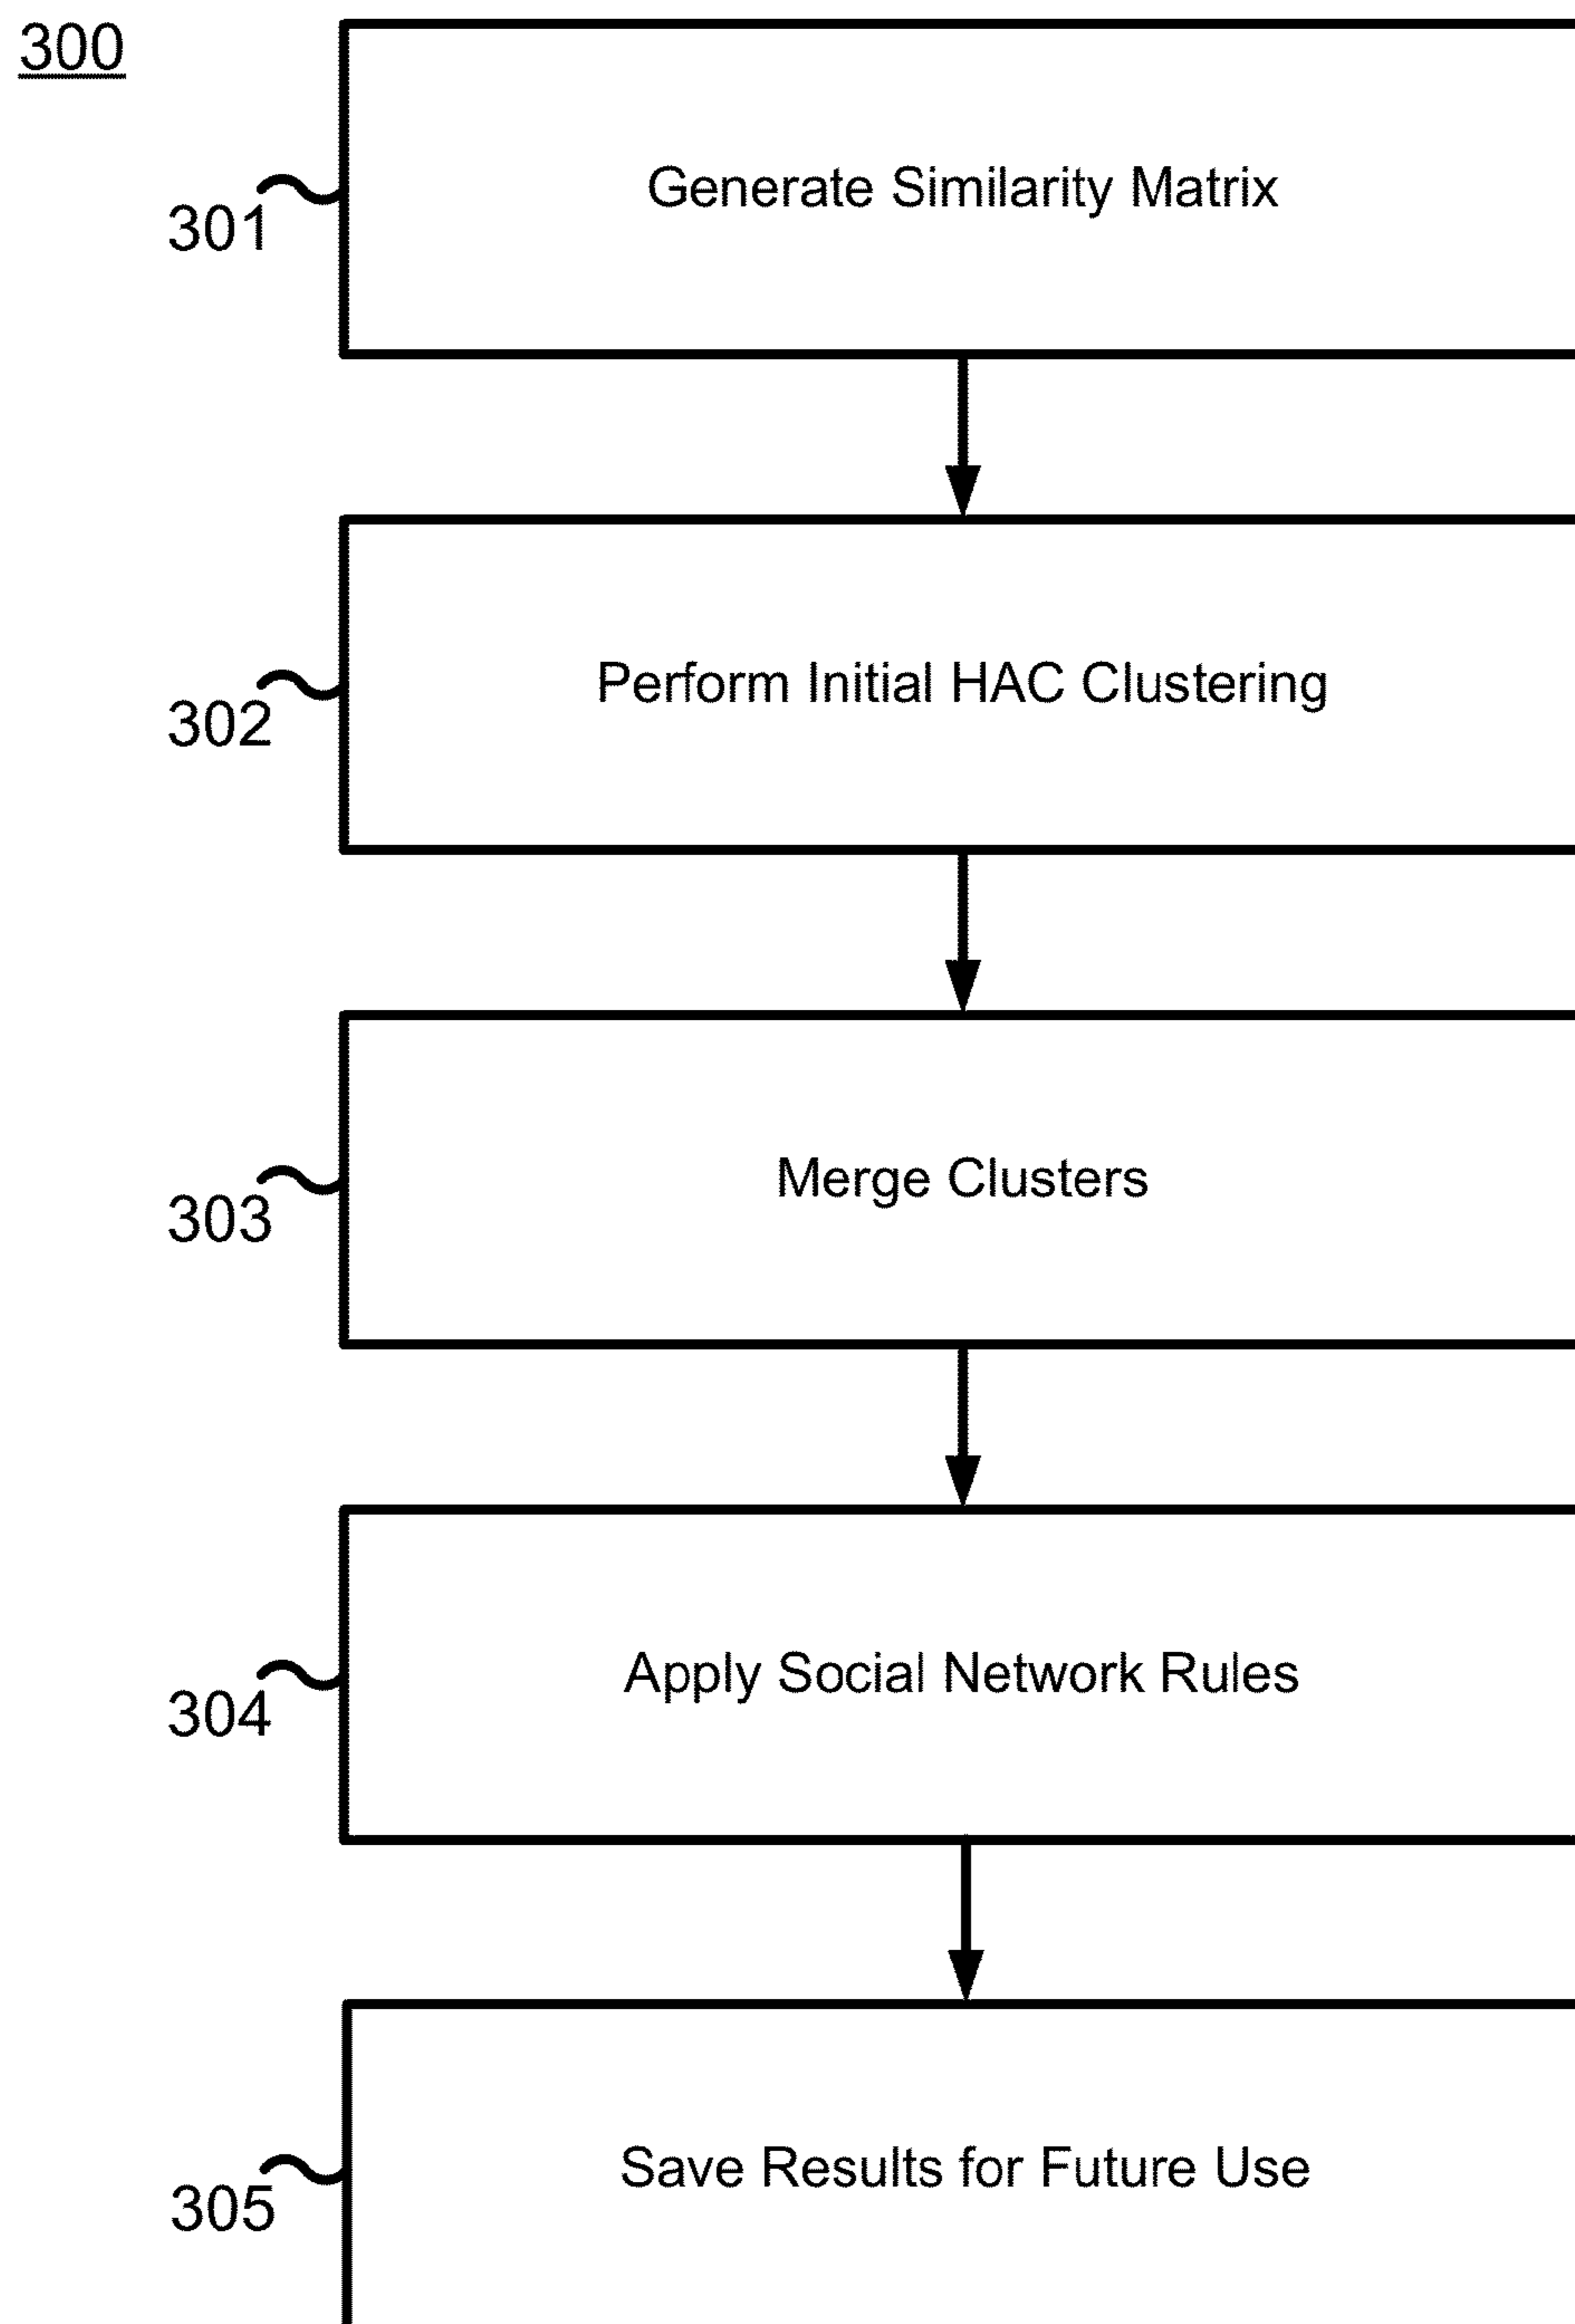 300
Generate Similarity Matrix
301
Perform Initial HAC Clustering
302
Merge Clusters
303
Apply Social Network Rules
304
Save Results for Future Use
305